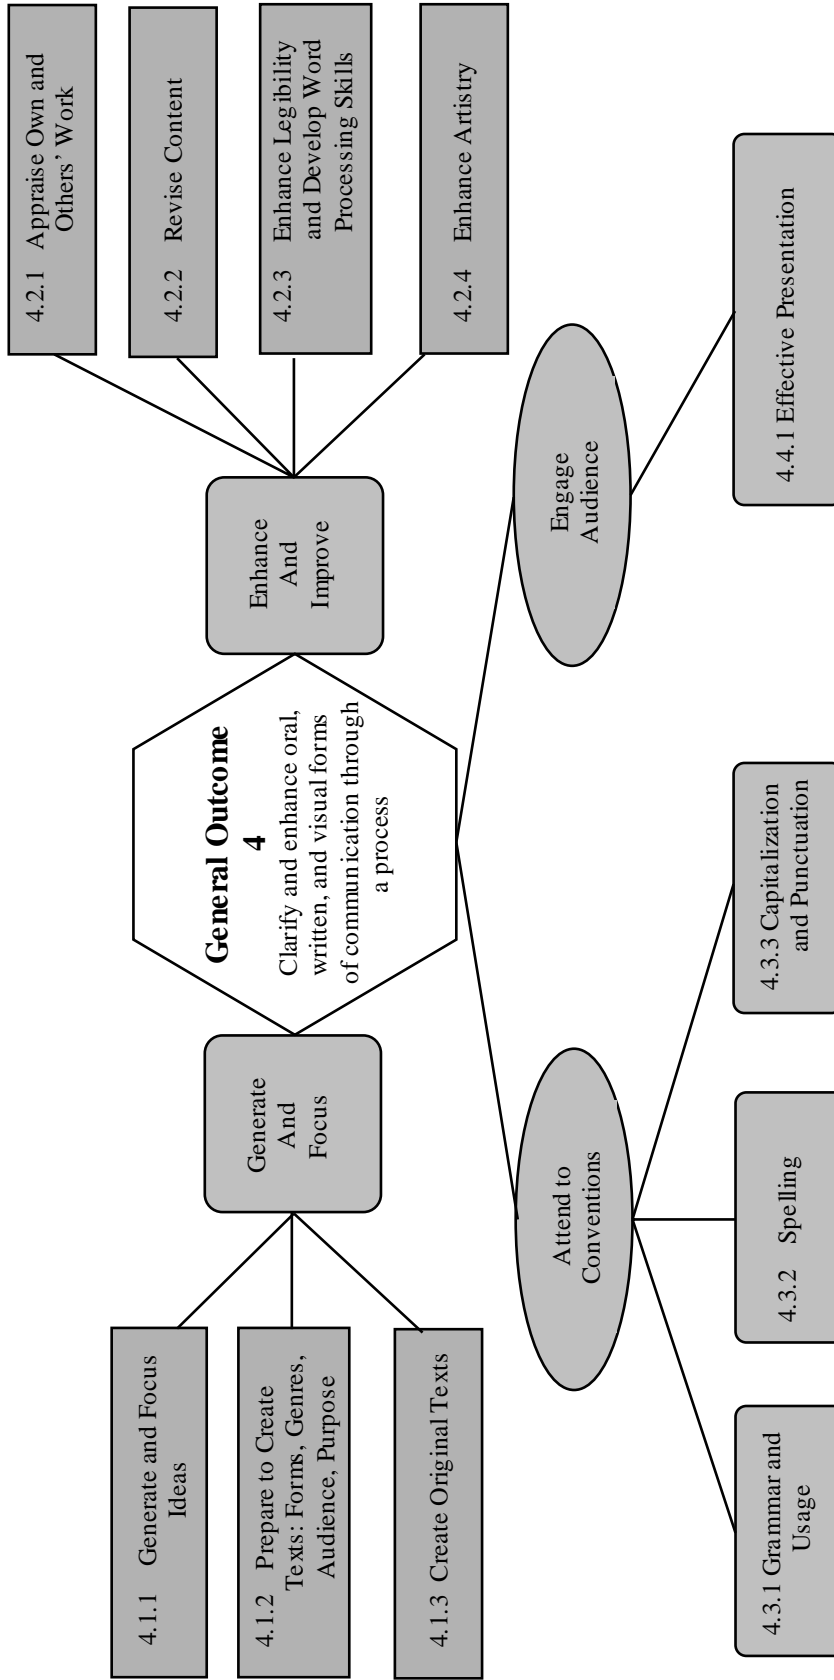 General Outcome
4
Clarify and enhance oral,
written, and visual forms
of communication through
a process
Generate
And
Focus
4.1.1 Generate and Focus
Ideas
4.1.2 Prepare to Create
Texts: Forms, Genres,
Audience, Purpose
4.1.3 Create Original Texts
Enhance
And
Improve
4.2.1 Appraise Own and
Others' Work
4.2.2 Revise Content
4.2.3 Enhance Legibility
and Develop Word
Processing Skills
4.2.4 Enhance Artistry
Attend to
Conventions
4.3.1 Grammar and
Usage
4.3.2 Spelling
4.3.3 Capitalization
and Punctuation
Engage
Audience
4.4.1 Effective Presentation